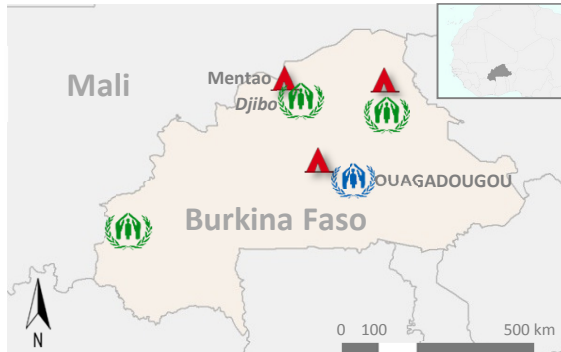 Mali
Mentao
Djibo
OUAGADOUGOU
Burkina Faso
N
0 100 500 km